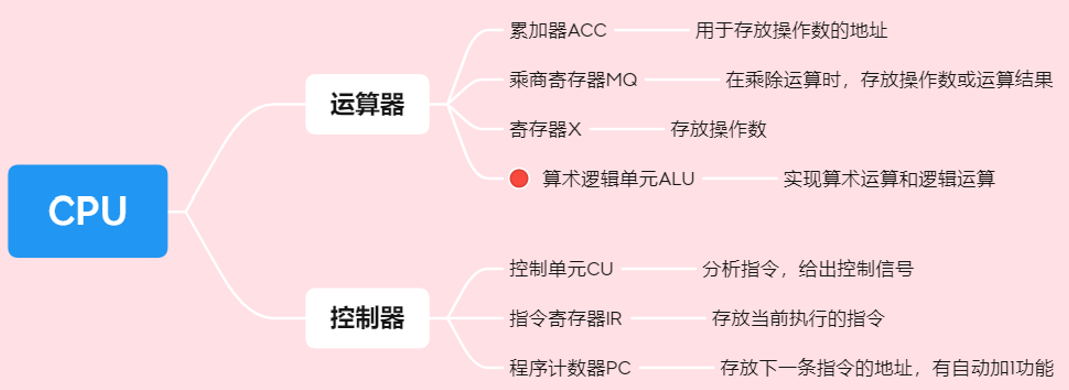 CPU
运算器
累加器ACC
用于存放操作数的地址
乘商寄存器MQ
在乘除运算时，存放操作数或运算结果
寄存器X
存放操作数
算术逻辑单元ALU
实现算术运算和逻辑运算
控制器
控制单元CU
分析指令，给出控制信号
指令寄存器IR
存放当前执行的指令
程序计数器PC
存放下一条指令的地址，有自动加1功能